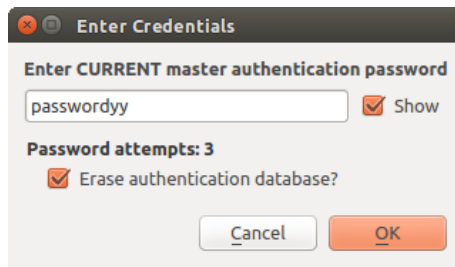 Enter Credentials
Enter CURRENT master authentication password
passwordyy Show
Password attempts: 3
Erase authentication database?
Cancel OK